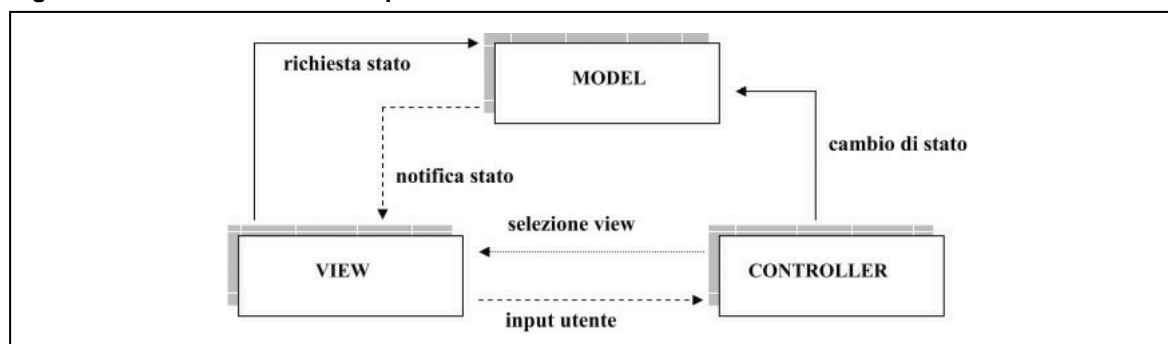 richiesta stato
MODEL
cambio di stato
notifica stato
selezione view
VIEW
CONTROLLER
input utente